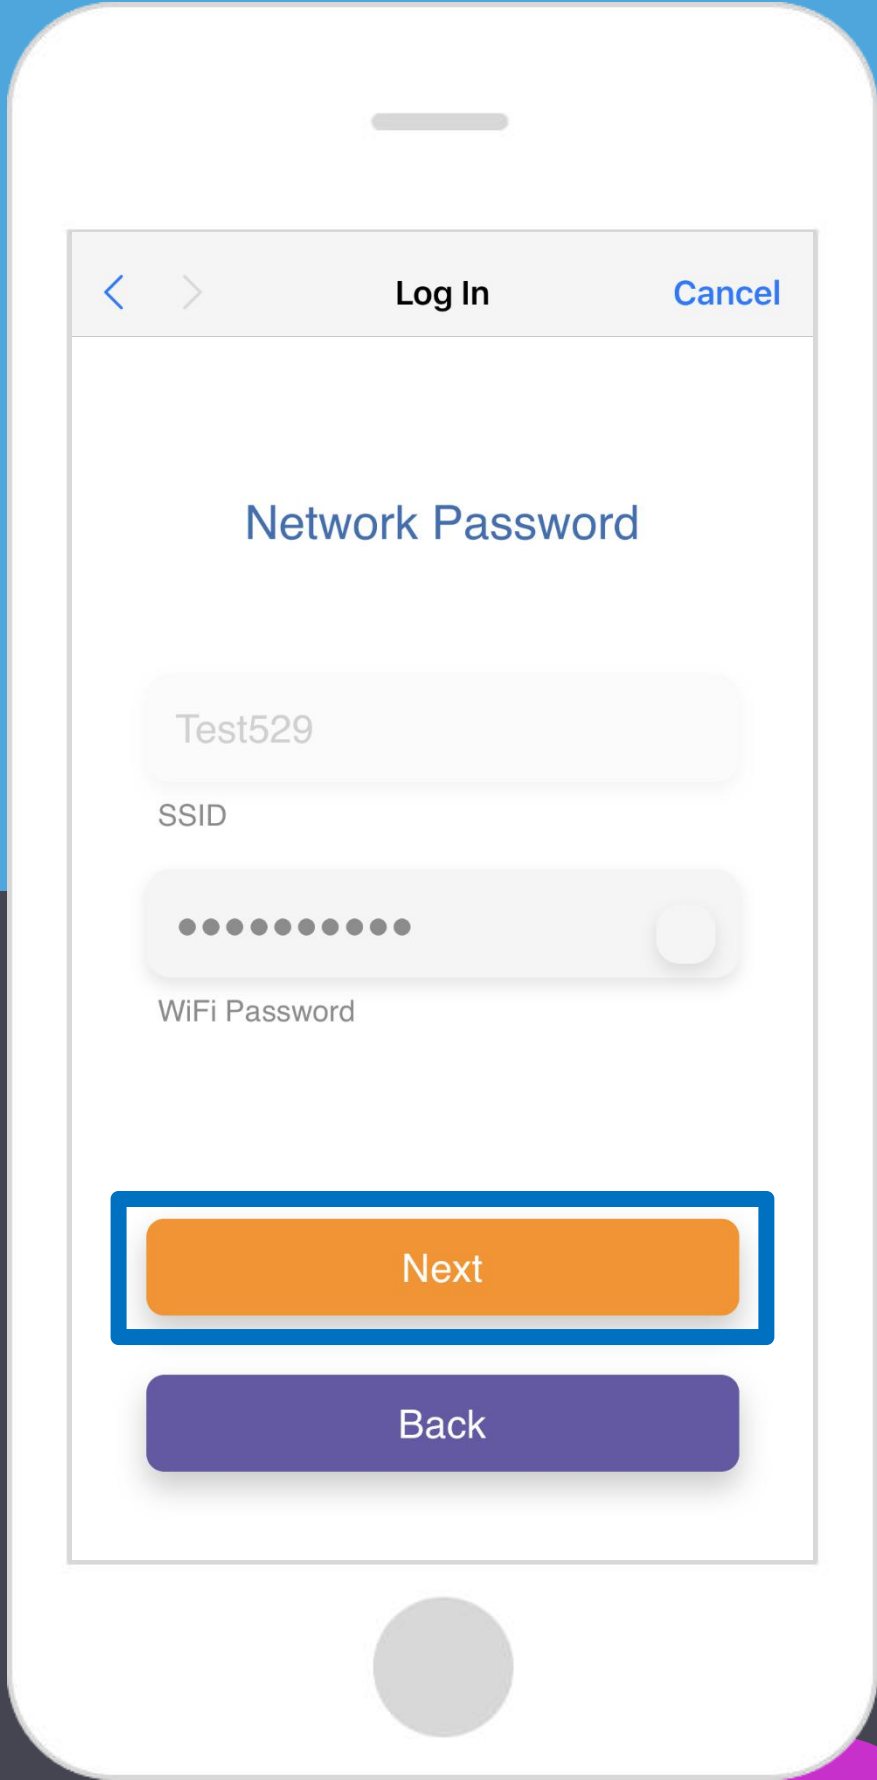 Log In Cancel
Network Password
Test529
SSID
••••••••••
WiFi Password
Next
Back